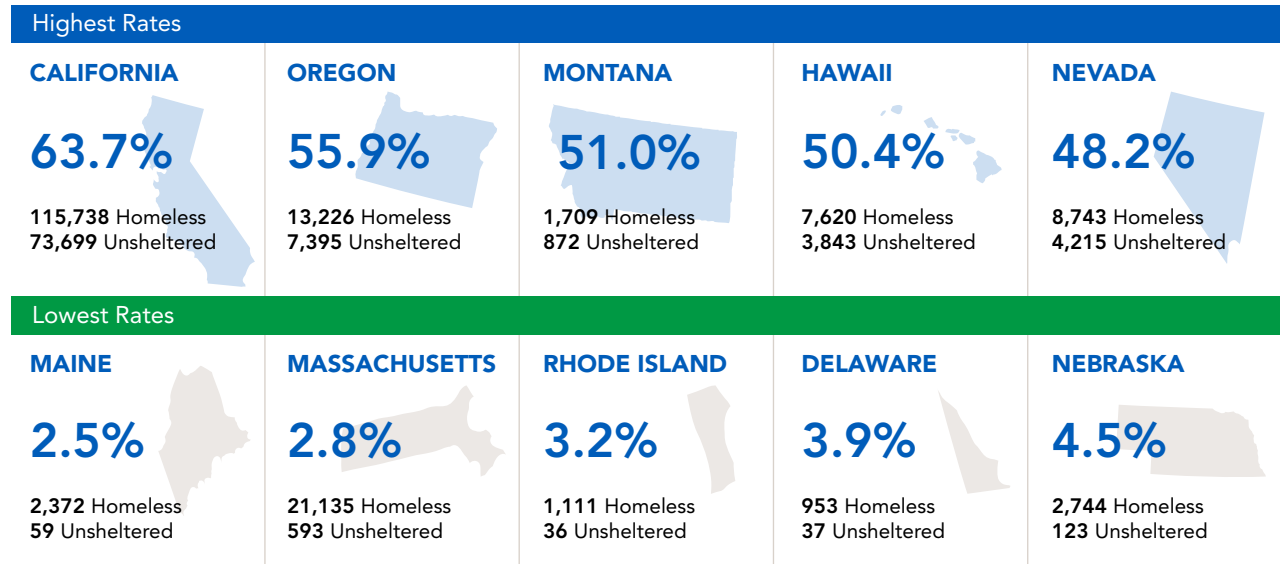 Highest Rates
CALIFORNIA
63.7%
115,738 Homeless
73,699 Unsheltered
OREGON
55.9%
13,226 Homeless
7,395 Unsheltered
MONTANA
51.0%
1,709 Homeless
872 Unsheltered
HAWAII
50.4%
7,620 Homeless
3,843 Unsheltered
NEVADA
48.2%
8,743 Homeless
4,215 Unsheltered
Lowest Rates
MAINE
2.5%
2,372 Homeless
59 Unsheltered
MASSACHUSETTS
2.8%
21,135 Homeless
593 Unsheltered
RHODE ISLAND
3.2%
1,111 Homeless
36 Unsheltered
DELAWARE
3.9%
953 Homeless
37 Unsheltered
NEBRASKA
4.5%
2,744 Homeless
123 Unsheltered